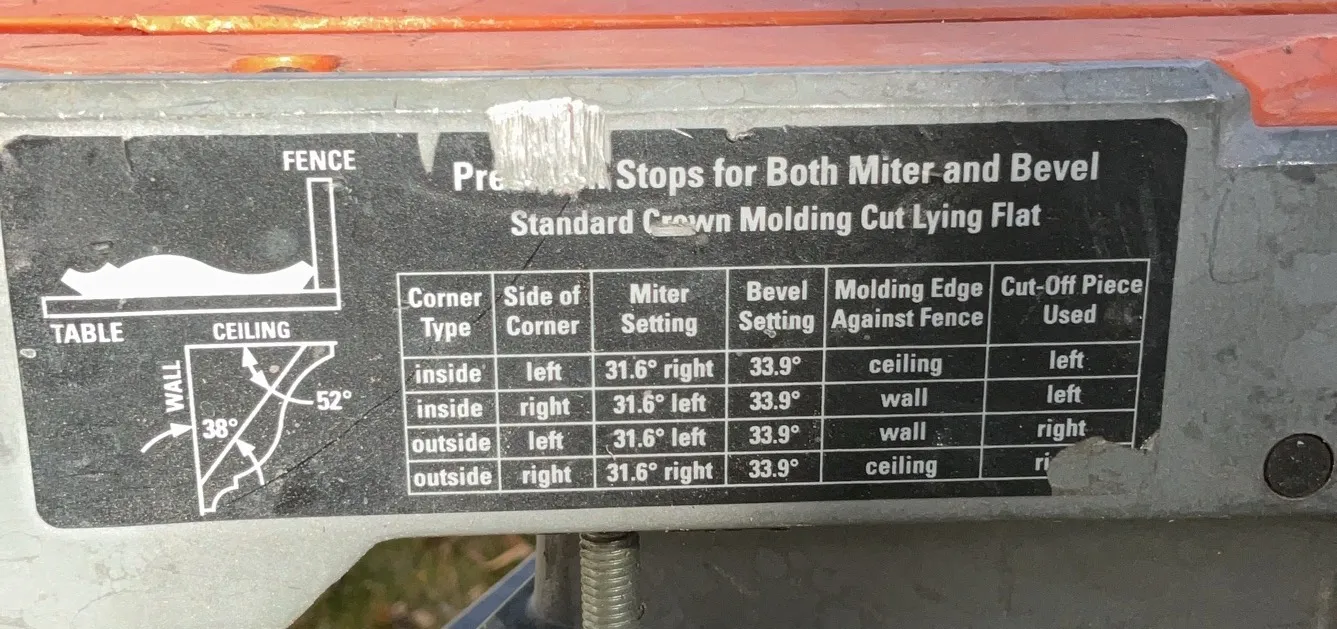 FENCE
TABLE
CEILING
WALL
52°
38°
Stops for Both Miter and Bevel
Standard Crown Molding Cut Lying Flat
Corner Type Side of Corner Miter Setting Bevel Setting Molding Edge Against Fence Cut-Off Piece Used
inside left 31.6° right 33.9° ceiling left
inside right 31.6° left 33.9° wall left
outside left 31.6° left 33.9° wall right
outside right 31.6° right 33.9° ceiling